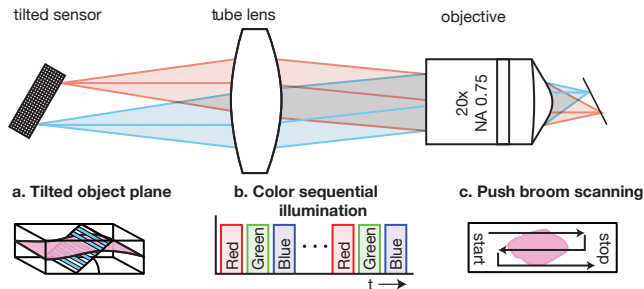 tilted sensor
tube lens
objective
20x
NA 0.75
a. Tilted object plane
b. Color sequential
illumination
c. Push broom scanning
Red
Green
Blue
• • •
Red
Green
Blue
t
start
stop